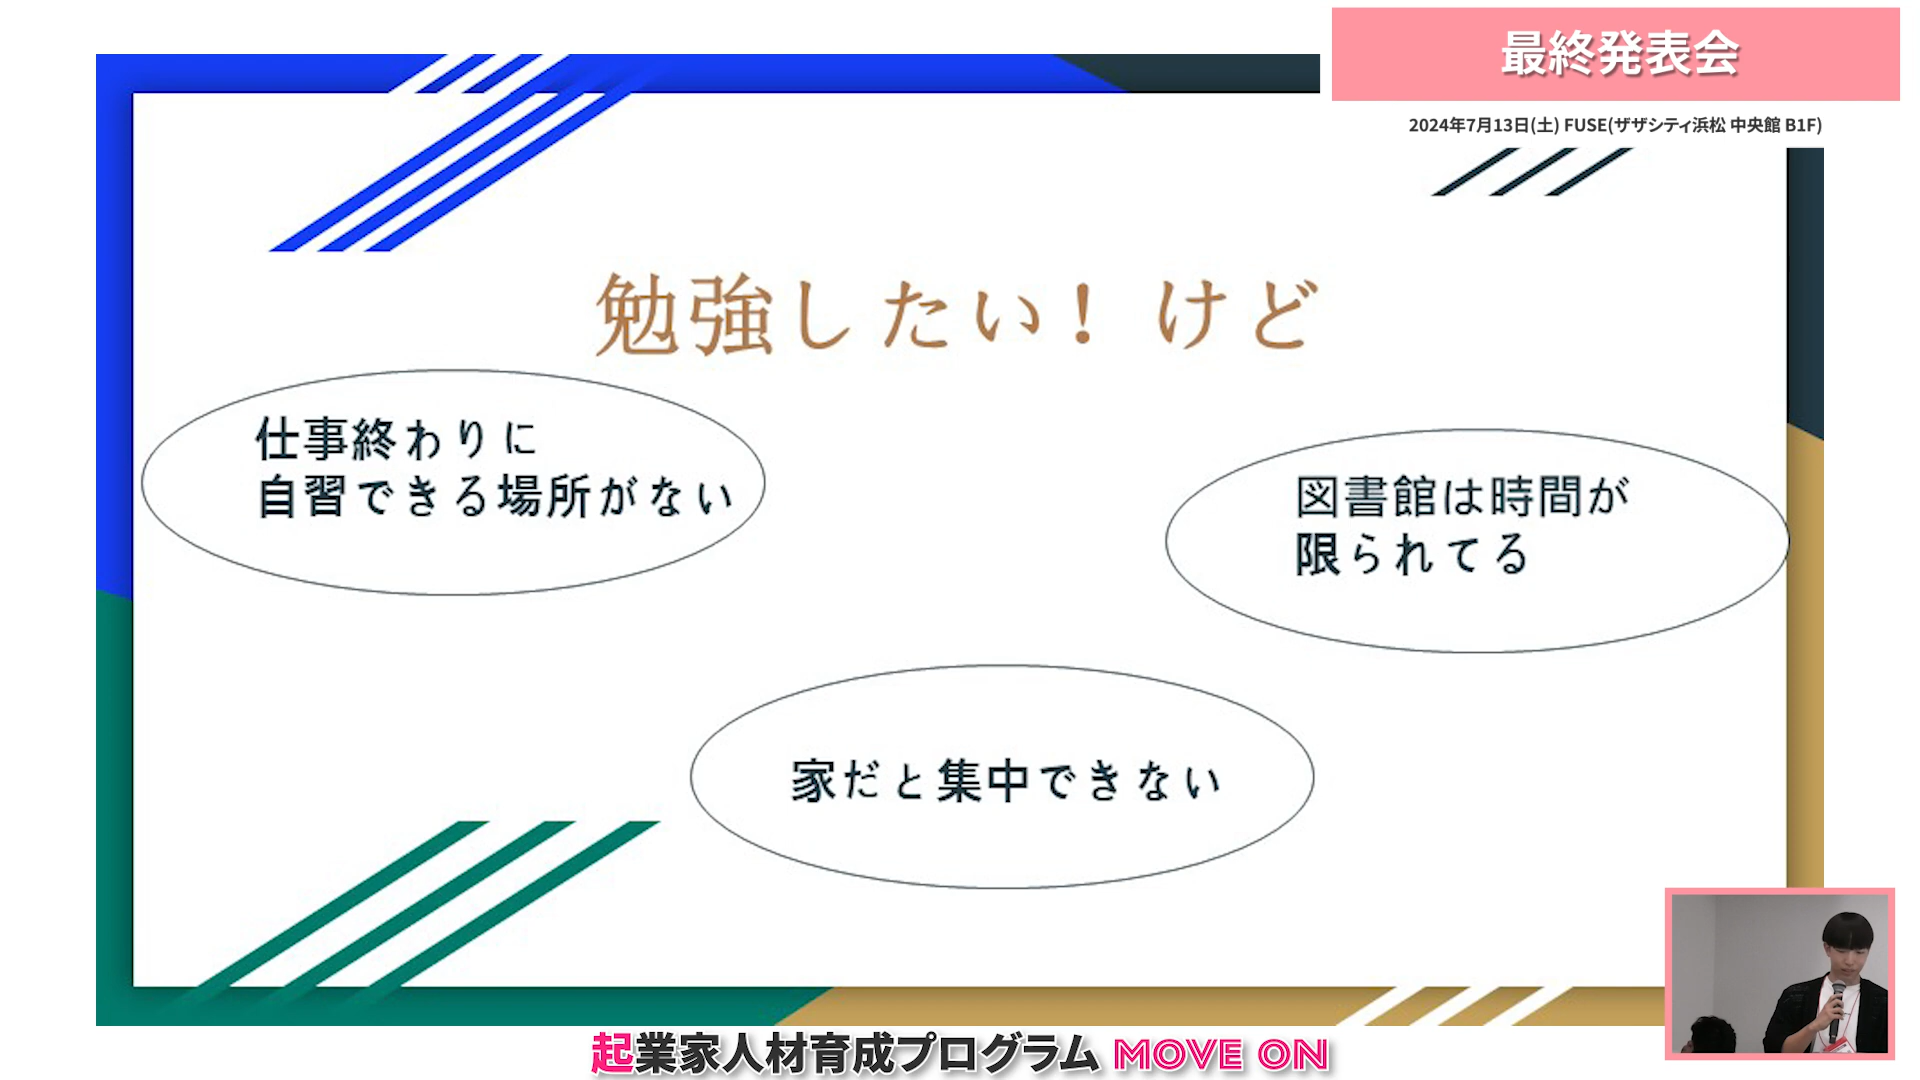 最終発表会
2024年7月13日(土) FUSE(ザザシティ浜松 中央館 B1F)
勉強したい！けど
仕事終わりに
自習できる場所がない
図書館は時間が
限られてる
家だと集中できない
起業家人材育成プログラム MOVE ON